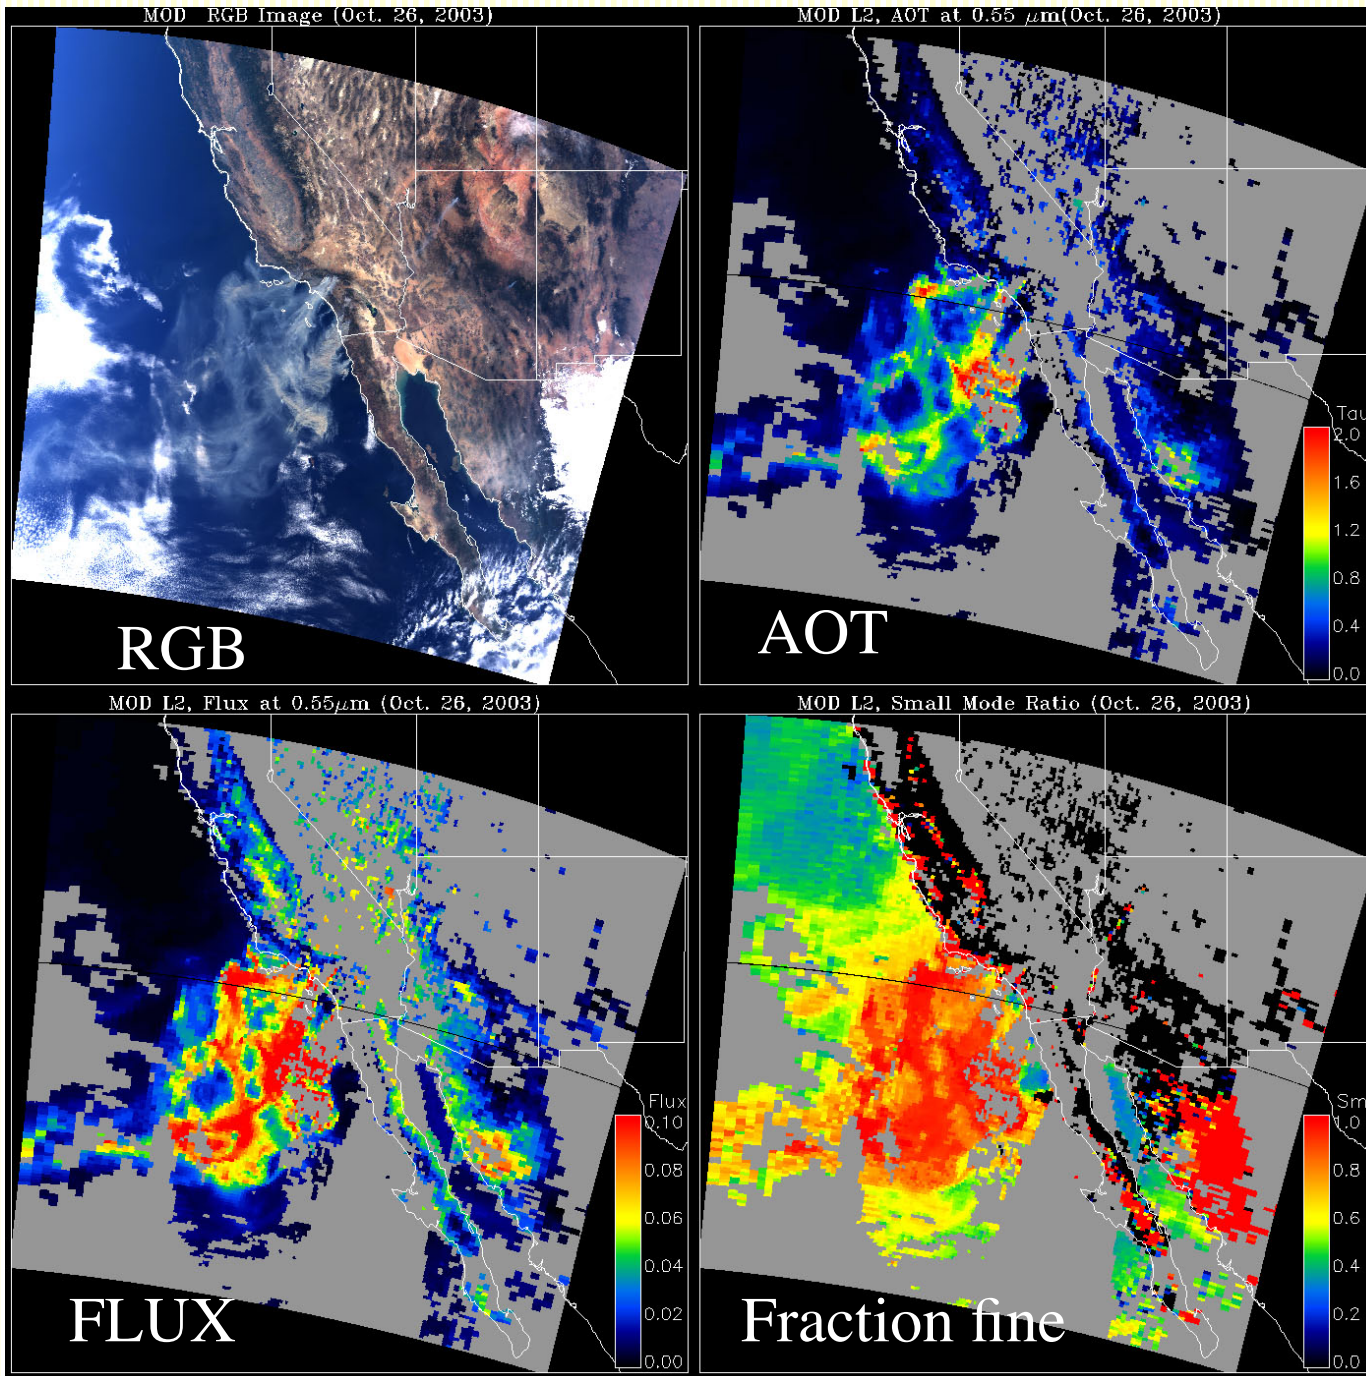 MOD RGB Image (Oct. 26, 2003)
RGB
MOD L2, AOT at 0.55 μm(Oct. 26, 2003)
Tau
2.0
1.6
1.2
0.8
0.4
0.0
AOT
MOD L2, Flux at 0.55μm (Oct. 26, 2003)
Flux
0.10
0.08
0.06
0.04
0.02
0.00
FLUX
MOD L2, Small Mode Ratio (Oct. 26, 2003)
Sm
1.0
0.8
0.6
0.4
0.2
0.0
Fraction fine